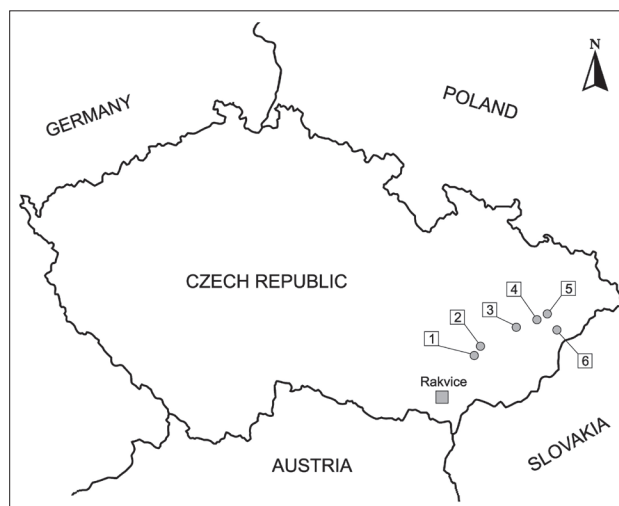 N
GERMANY
POLAND
CZECH REPUBLIC
5
4
3
2
1
6
Rakvice
SLOVAKIA
AUSTRIA